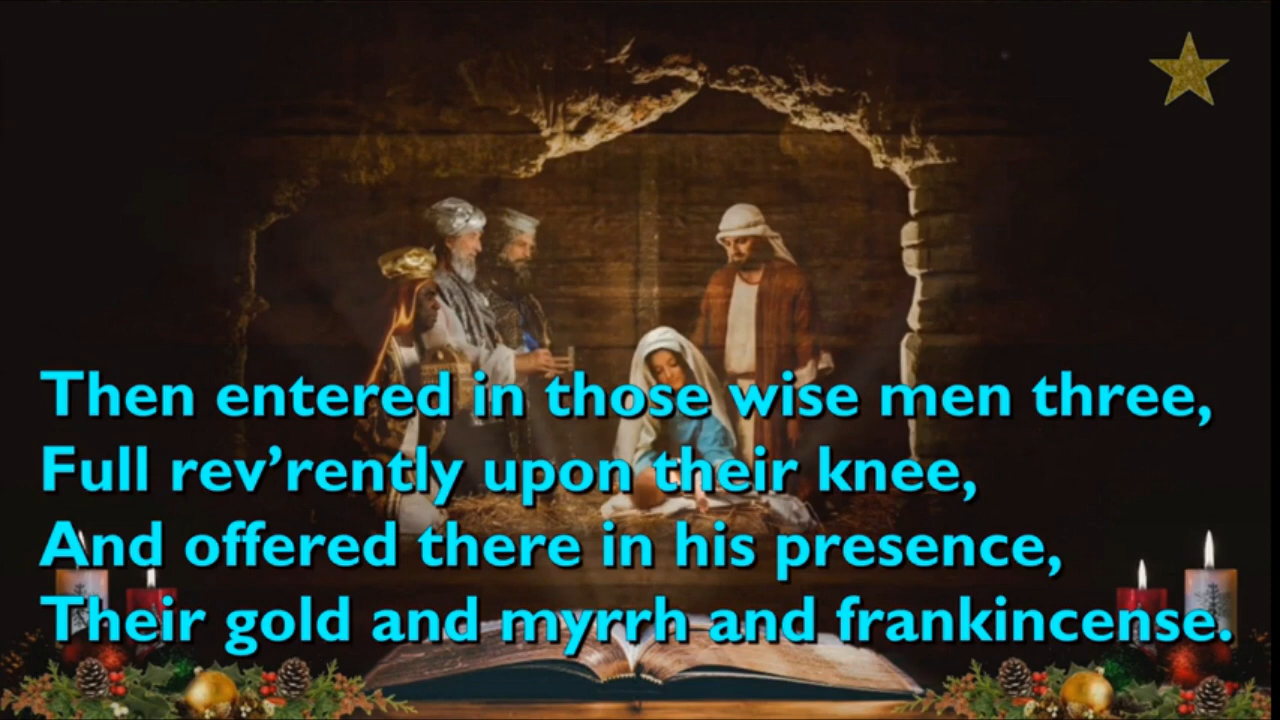 Then entered in those wise men three,
Full rev’rently upon their knee,
And offered there in his presence,
Their gold and myrrh and frankincense.